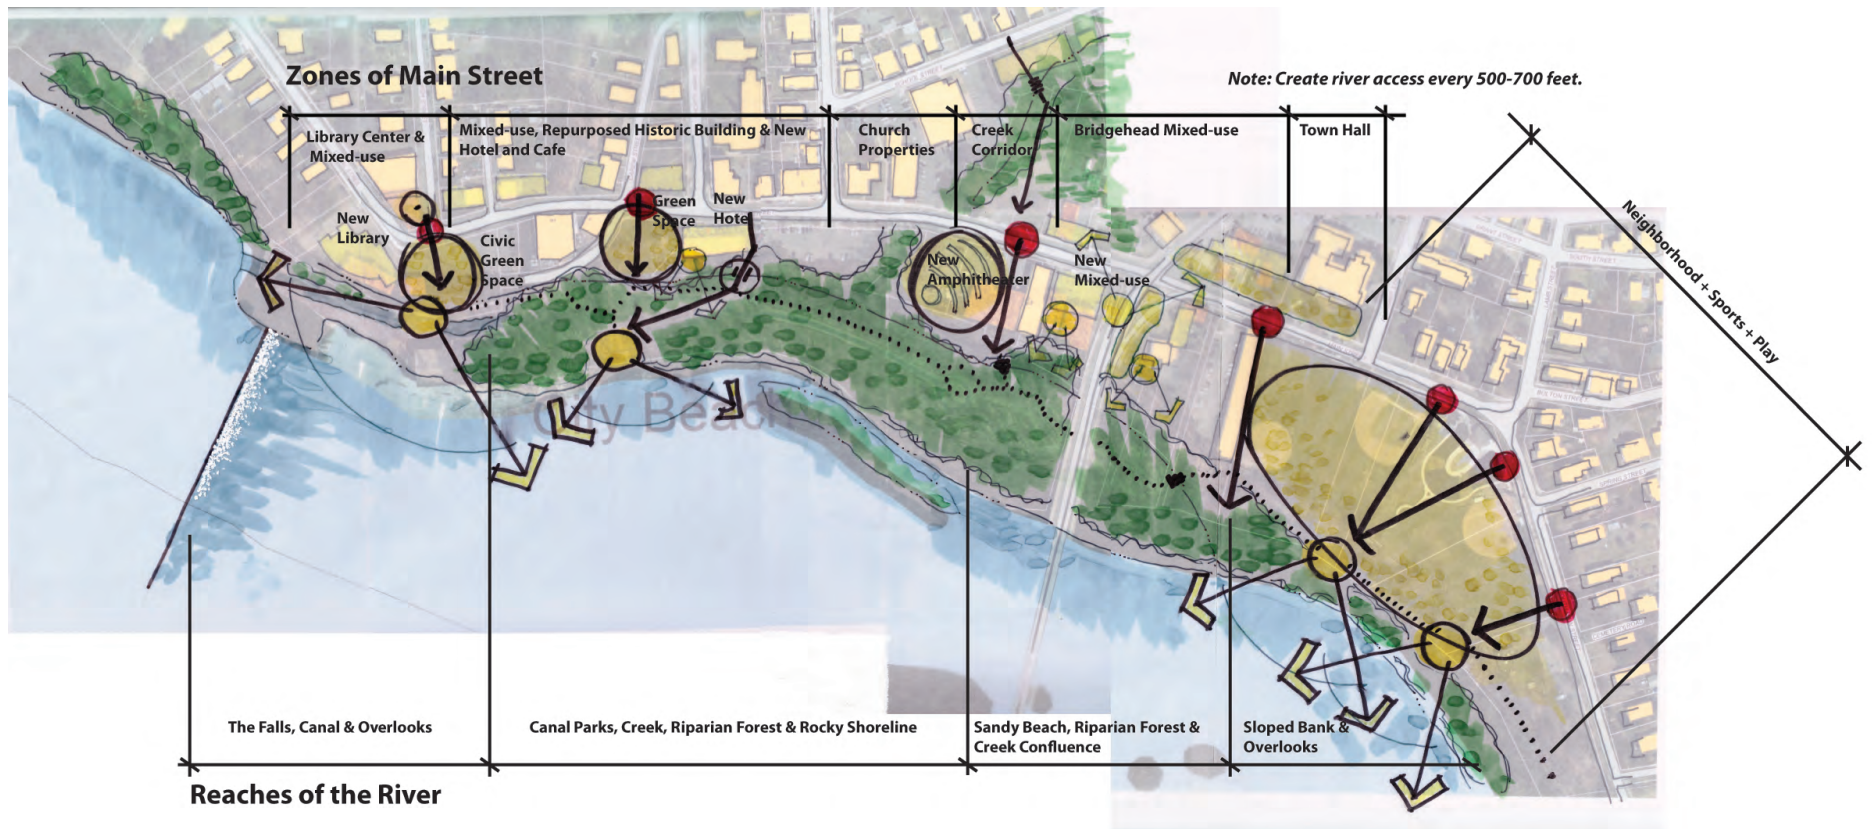 Zones of Main Street
Note: Create river access every 500-700 feet.
Library Center &
Mixed-use
Mixed-use, Repurposed Historic Building & New
Hotel and Cafe
Church
Properties
Creek
Corridor
Bridgehead Mixed-use
Town Hall
Neighborhood + Sports + Play
New
Library
Civic
Green
Space
Green
Space
New
Hotel
New
Amphitheater
New
Mixed-use
City Beach
The Falls, Canal & Overlooks
Canal Parks, Creek, Riparian Forest & Rocky Shoreline
Sandy Beach, Riparian Forest &
Creek Confluence
Sloped Bank &
Overlooks
Reaches of the River